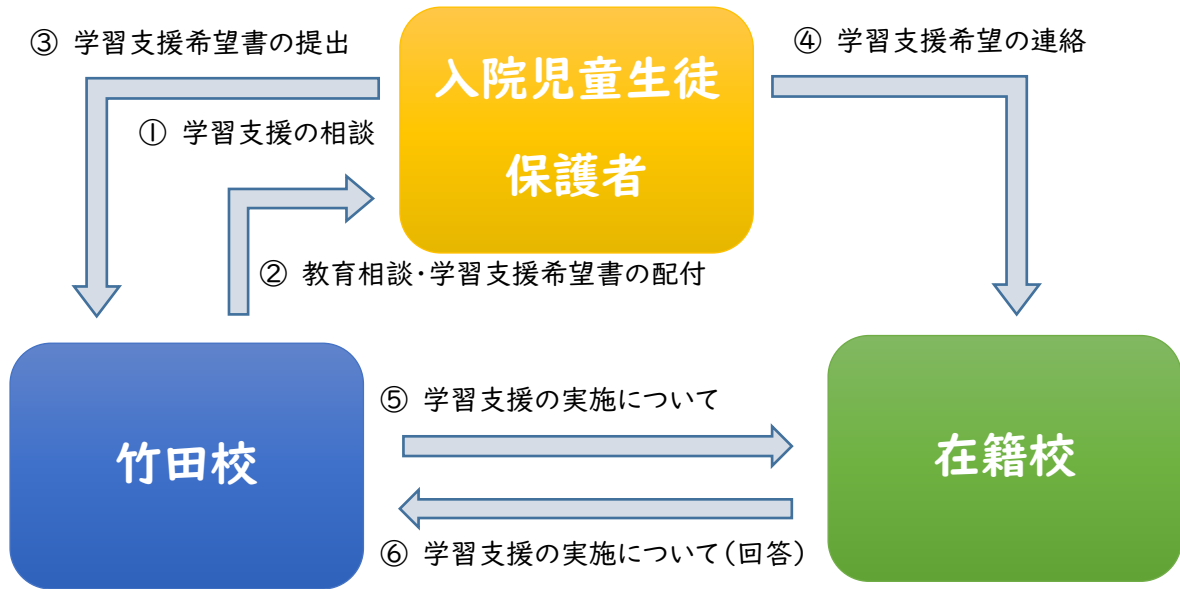 ③ 学習支援希望書の提出
④ 学習支援希望の連絡
入院児童生徒
保護者
① 学習支援の相談
② 教育相談・学習支援希望書の配付
竹田校
⑤ 学習支援の実施について
在籍校
⑥ 学習支援の実施について(回答)